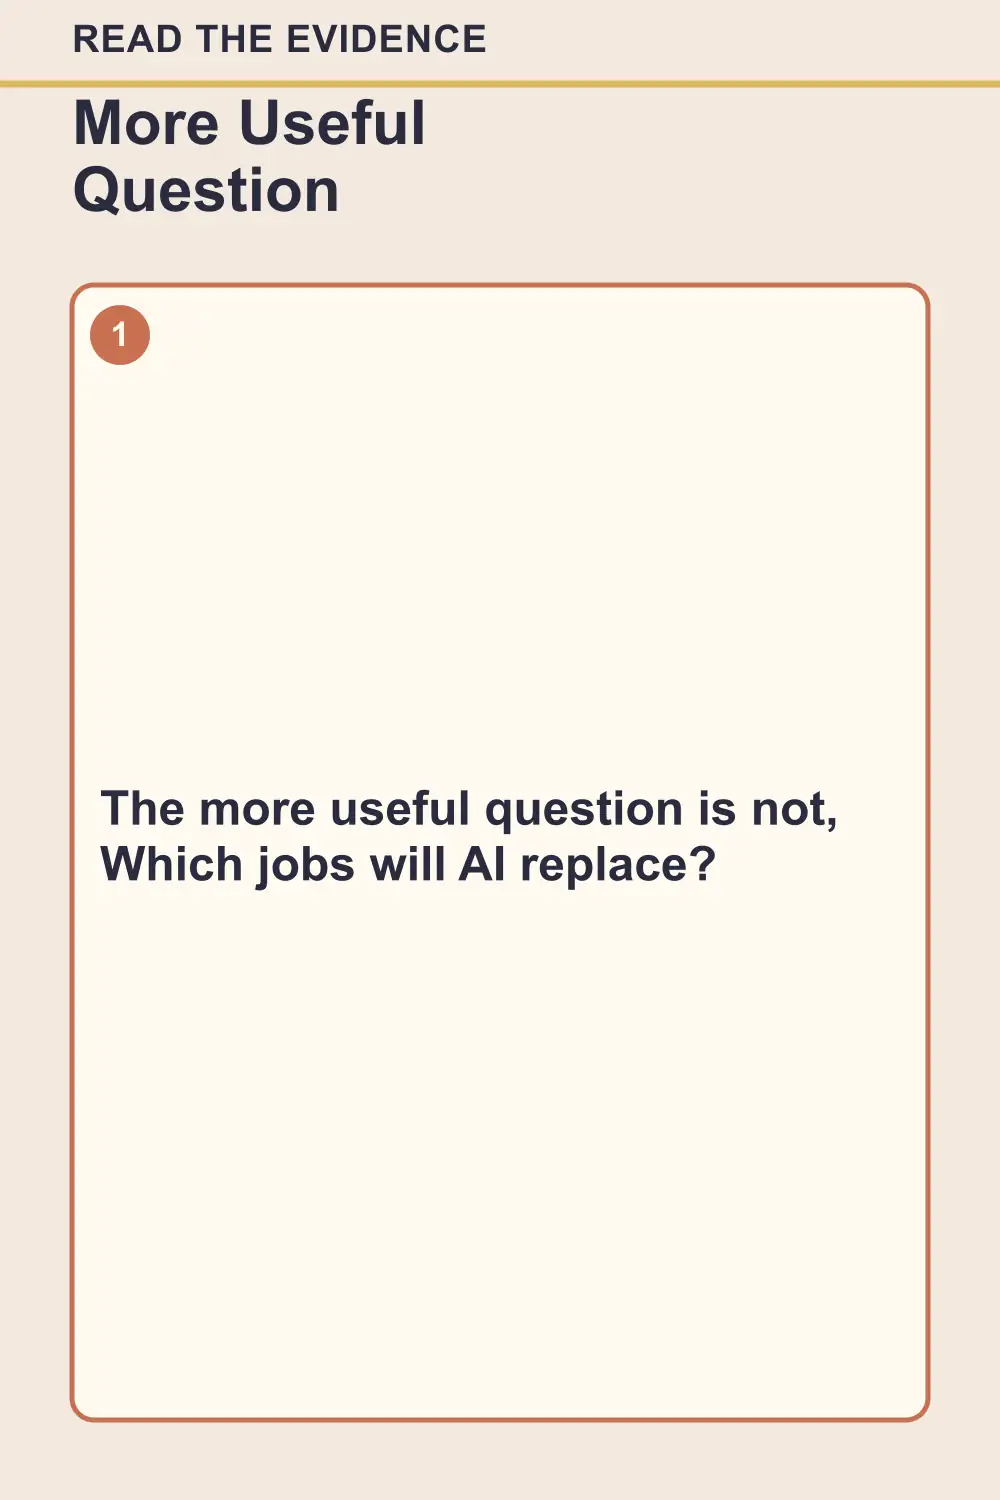 READ THE EVIDENCE
More Useful
Question
1
The more useful question is not,
Which jobs will AI replace?